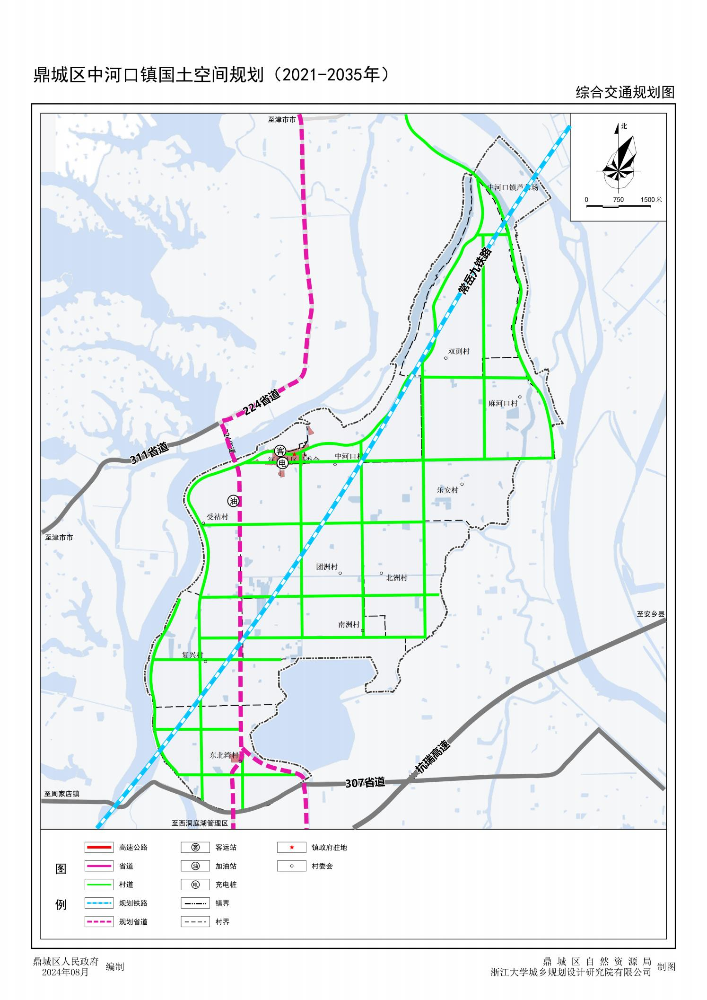 鼎城区中河口镇国土空间规划（2021-2035年）
综合交通规划图
至津市市
北
0 750 1500米
常岳九铁路
双剅村
麻河口村
224省道
311省道
客
电
中河口村
乐安村
油
受祜村
至津市市
团洲村
北洲村
南洲村
至安乡县
复兴村
东北湾村
杭瑞高速
307省道
至周家店镇
至西洞庭湖管理区
图例
高速公路
省道
村道
规划铁路
规划省道
客 客运站
油 加油站
电 充电桩
镇界
村界
镇政府驻地
村委会
鼎城区人民政府
2024年08月
编制
鼎城区自然资源局
浙江大学城乡规划设计研究院有限公司
制图